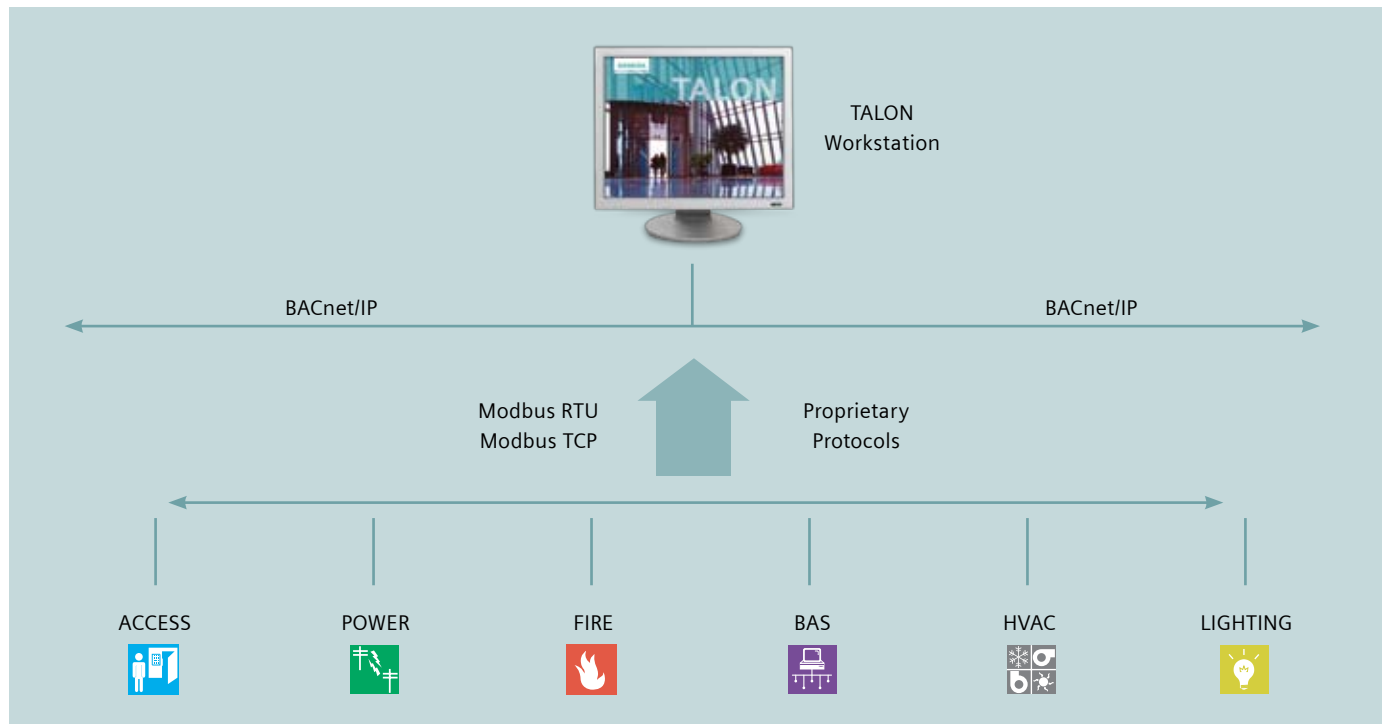 SIEMENS
TALON
TALON
Workstation
BACnet/IP
BACnet/IP
Modbus RTU
Modbus TCP
Proprietary
Protocols
ACCESS
POWER
FIRE
BAS
HVAC
LIGHTING